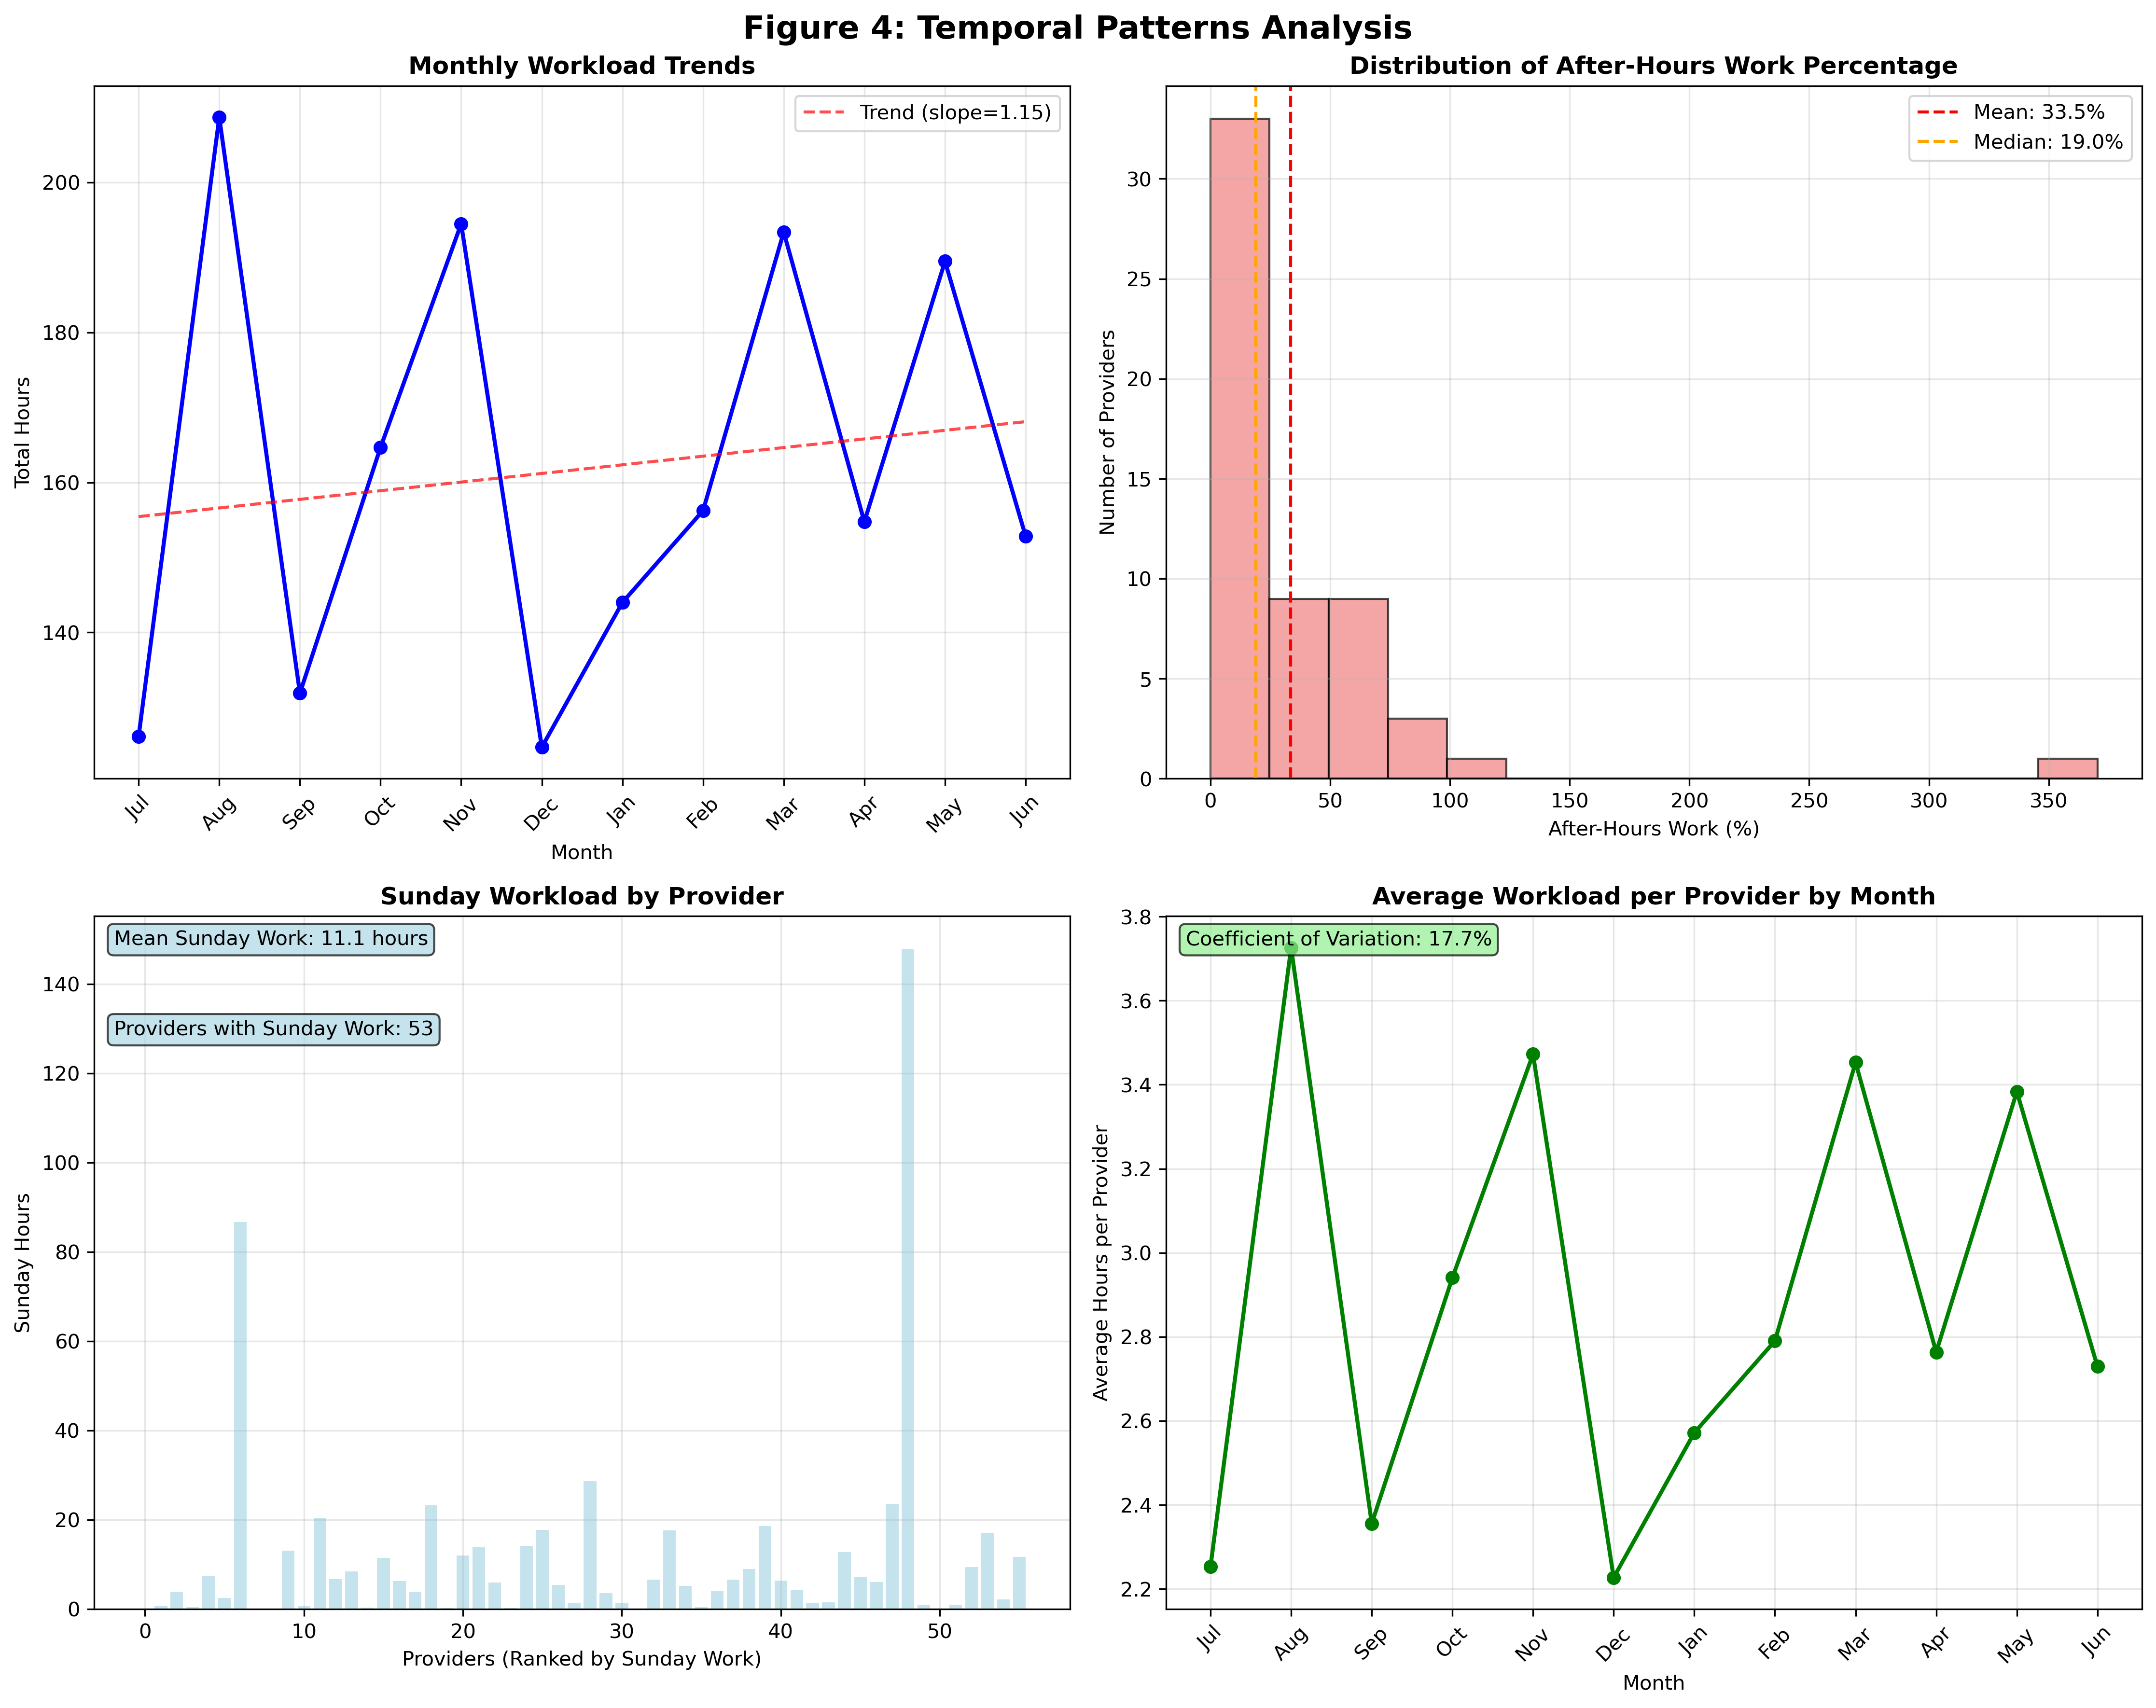 Figure 4: Temporal Patterns Analysis
Monthly Workload Trends
Trend (slope=1.15)
Total Hours
200
180
160
140
Jul
Aug
Sep
Oct
Nov
Dec
Jan
Feb
Mar
Apr
May
Jun
Month
Distribution of After-Hours Work Percentage
Mean: 33.5%
Median: 19.0%
Number of Providers
30
25
20
15
10
5
0
0
50
100
150
200
250
300
350
After-Hours Work (%)
Sunday Workload by Provider
Mean Sunday Work: 11.1 hours
Providers with Sunday Work: 53
Sunday Hours
140
120
100
80
60
40
20
0
0
10
20
30
40
50
Providers (Ranked by Sunday Work)
Average Workload per Provider by Month
Coefficient of Variation: 17.7%
Average Hours per Provider
3.8
3.6
3.4
3.2
3.0
2.8
2.6
2.4
2.2
Jul
Aug
Sep
Oct
Nov
Dec
Jan
Feb
Mar
Apr
May
Jun
Month